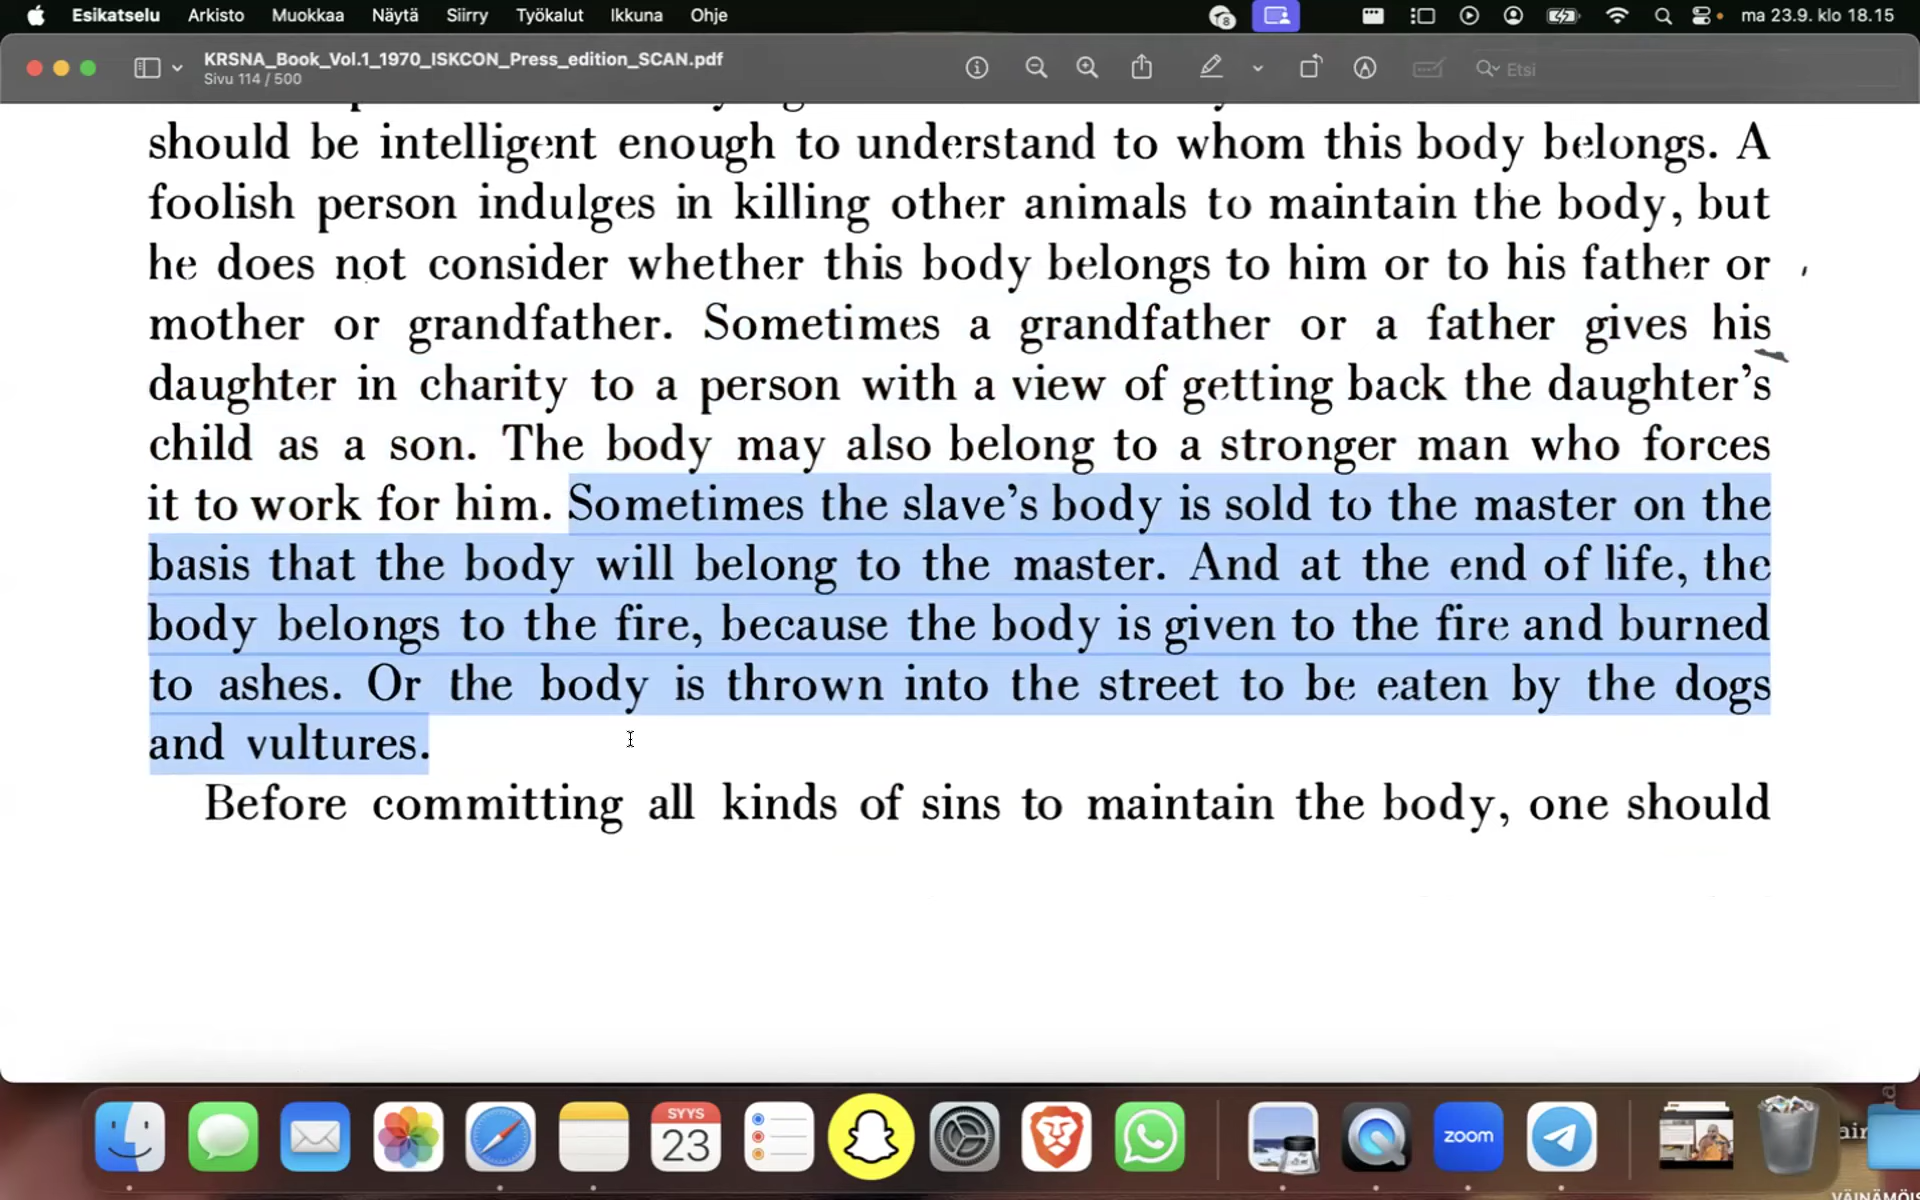 Esikatselu Arkisto Muokkaa Näytä Siirry Työkalut Ikkuna Ohje 8 ma 23.9. klo 18.15
KRSNA_Book_Vol.1_1970_ISKCON_Press_edition_SCAN.pdf
Sivu 114 / 500
Etsi
should be intelligent enough to understand to whom this body belongs. A
foolish person indulges in killing other animals to maintain the body, but
he does not consider whether this body belongs to him or to his father or
mother or grandfather. Sometimes a grandfather or a father gives his
daughter in charity to a person with a view of getting back the daughter's
child as a son. The body may also belong to a stronger man who forces
it to work for him. Sometimes the slave's body is sold to the master on the
basis that the body will belong to the master. And at the end of life, the
body belongs to the fire, because the body is given to the fire and burned
to ashes. Or the body is thrown into the street to be eaten by the dogs
and vultures.
Before committing all kinds of sins to maintain the body, one should
SYYS
23
zoom